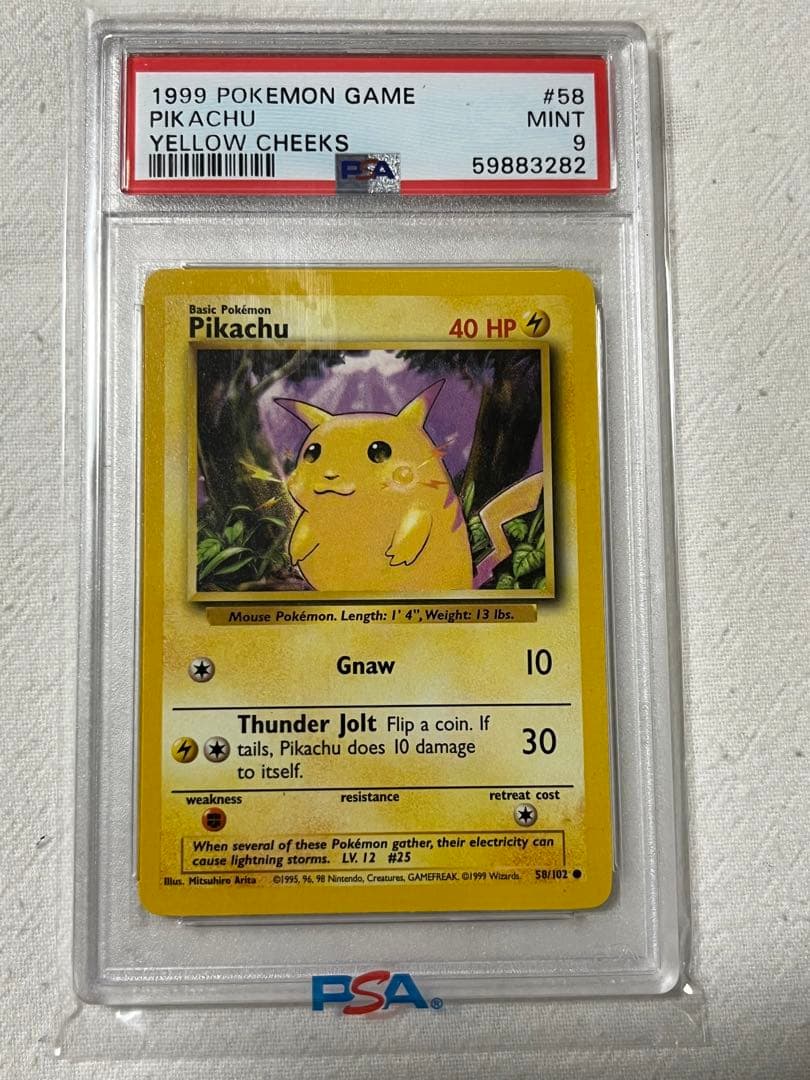 1999 POKEMON GAME #58
PIKACHU MINT
YELLOW CHEEKS 9
PSA 59883282
Basic Pokémon
Pikachu 40 HP
Mouse Pokémon. Length: 1' 4", Weight: 13 lbs.
Gnaw 10
Thunder Jolt Flip a coin. If
tails, Pikachu does 10 damage
to itself.
30
weakness resistance retreat cost
When several of these Pokémon gather, their electricity can
cause lightning storms. LV. 12 #25
Illus. Mitsuhiro Arita ©1995, 96, 98 Nintendo, Creatures, GAMEFREAK. ©1999 Wizards. 58/102
PSA®